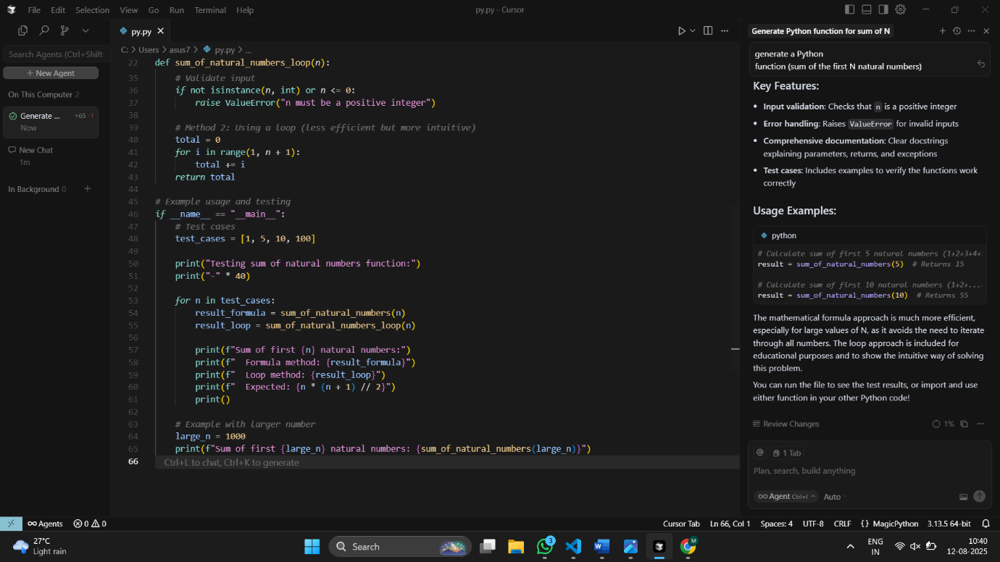 File Edit Selection View Go Run Terminal Help
py.py - Cursor
Search Agents (Ctrl+Shift
+ New Agent
On This Computer 2
Generate ... +65 -1
Now
New Chat
1m
In Background 0 +
py.py
C: > Users > asus7 > py.py > ...
22 def sum_of_natural_numbers_loop(n):
35 # Validate input
36 if not isinstance(n, int) or n <= 0:
37 raise ValueError("n must be a positive integer")
38
39 # Method 2: Using a loop (less efficient but more intuitive)
40 total = 0
41 for i in range(1, n + 1):
42 total += i
43 return total
44
45 # Example usage and testing
46 if __name__ == "__main__":
47 # Test cases
48 test_cases = [1, 5, 10, 100]
49
50 print("Testing sum of natural numbers function:")
51 print("-" * 40)
52
53 for n in test_cases:
54 result_formula = sum_of_natural_numbers(n)
55 result_loop = sum_of_natural_numbers_loop(n)
56
57 print(f"Sum of first {n} natural numbers:")
58 print(f"  Formula method: {result_formula}")
59 print(f"  Loop method: {result_loop}")
60 print(f"  Expected: {n * (n + 1) // 2}")
61 print()
62
63 # Example with larger number
64 large_n = 1000
65 print(f"Sum of first {large_n} natural numbers: {sum_of_natural_numbers(large_n)}")
66 Ctrl+L to chat, Ctrl+K to generate
Generate Python function for sum of N
generate a Python
function (sum of the first N natural numbers)
Key Features:
• Input validation: Checks that n is a positive integer
• Error handling: Raises ValueError for invalid inputs
• Comprehensive documentation: Clear docstrings
explaining parameters, returns, and exceptions
• Test cases: Includes examples to verify the functions work
correctly
Usage Examples:
python
# Calculate sum of first 5 natural numbers (1+2+3+4+
result = sum_of_natural_numbers(5)  # Returns 15
# Calculate sum of first 10 natural numbers (1+2+...
result = sum_of_natural_numbers(10)  # Returns 55
The mathematical formula approach is much more efficient,
especially for large values of N, as it avoids the need to iterate
through all numbers. The loop approach is included for
educational purposes and to show the intuitive way of solving
this problem.
You can run the file to see the test results, or import and use
either function in your other Python code!
Review Changes 1%
@ 1 Tab
Plan, search, build anything
Agent Ctrl+I Auto
Agents 0 0
Cursor Tab Ln 66, Col 1 Spaces: 4 UTF-8 CRLF {} MagicPython 3.13.5 64-bit
27°C
Light rain
Search
3
M
ENG
IN
10:40
12-08-2025